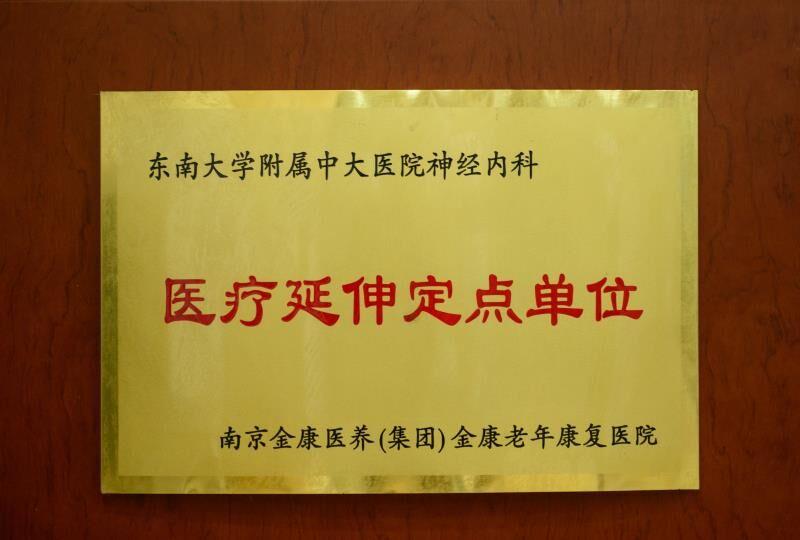 东南大学附属中大医院神经内科
医疗延伸定点单位
南京金康医养(集团)金康老年康复医院